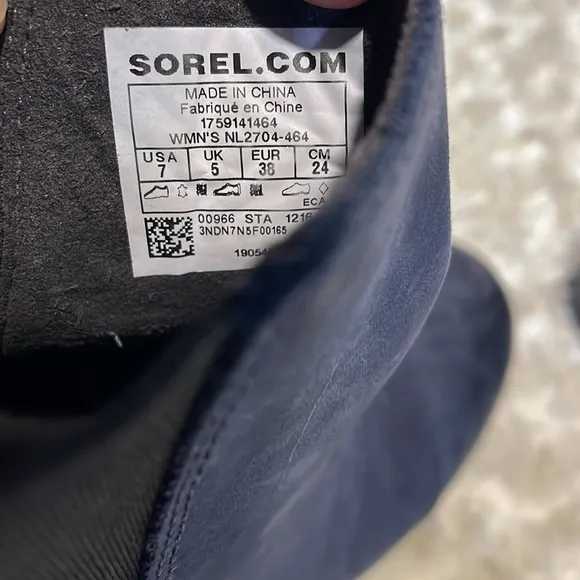 SOREL.COM
MADE IN CHINA
Fabriqué en Chine
1759141464
WMN'S NL2704-464
USA UK EUR CM
7 5 38 24
ECA
00966 STA 1216
3NDN7N5F00165